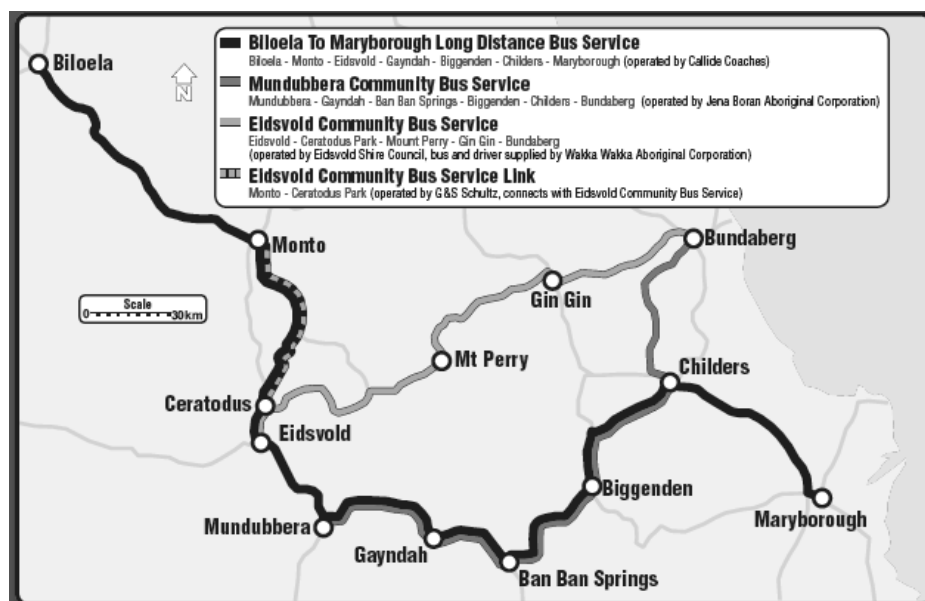 Biloela To Maryborough Long Distance Bus Service
Biloela - Monto - Eidsvold - Gayndah - Biggenden - Childers - Maryborough (operated by Callide Coaches)
Mundubbera Community Bus Service
Mundubbera - Gayndah - Ban Ban Springs - Biggenden - Childers - Bundaberg (operated by Jena Boran Aboriginal Corporation)
Eidsvold Community Bus Service
Eidsvold - Ceratodus Park - Mount Perry - Gin Gin - Bundaberg
(operated by Eidsvold Shire Council, bus and driver supplied by Wakka Wakka Aboriginal Corporation)
Eidsvold Community Bus Service Link
Monto - Ceratodus Park (operated by G&S Schultz, connects with Eidsvold Community Bus Service)
Biloela
N
Monto
Bundaberg
Gin Gin
Scale
0 30km
Mt Perry
Childers
Ceratodus
Eidsvold
Biggenden
Maryborough
Mundubbera
Gayndah
Ban Ban Springs